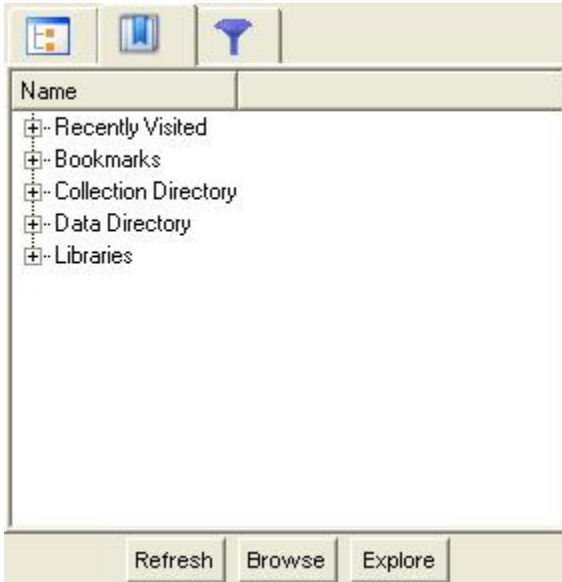 Name
Recently Visited
Bookmarks
Collection Directory
Data Directory
Libraries
Refresh Browse Explore